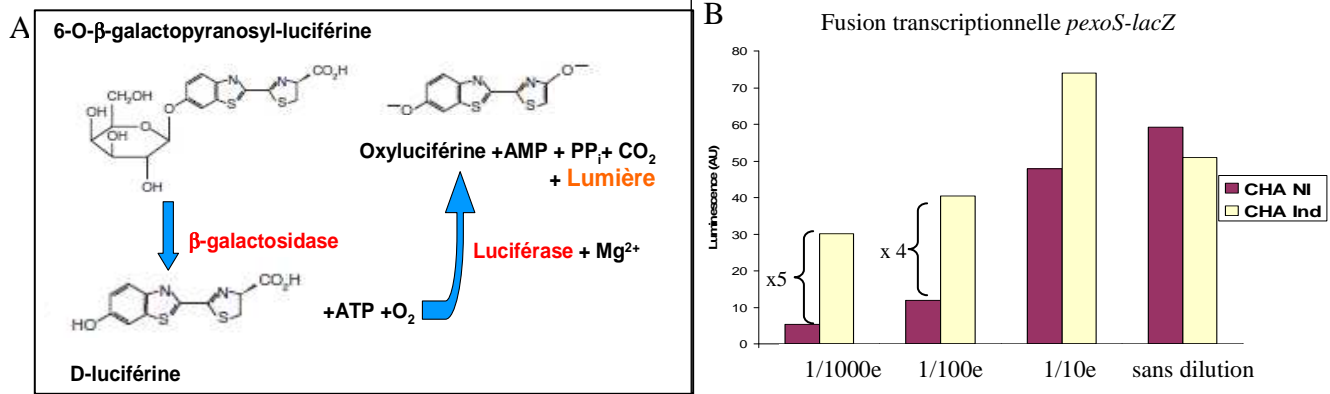 A
6-O-β-galactopyranosyl-luciférine
CO₂H
N
N
S
S
O
CH₂OH
OH
O
OH
OH
OH
β-galactosidase
CO₂H
N
N
S
S
HO
D-luciférine
+ATP +O₂
Luciférase + Mg²⁺
O
N
N
S
S
O
Oxyluciférine +AMP + PPᵢ+ CO₂
+ Lumière
B
Fusion transcriptionnelle pexoS-lacZ
Luminescence (AU)
80
70
60
50
40
30
20
10
0
x5
x 4
CHA NI
CHA Ind
1/1000e
1/100e
1/10e
sans dilution